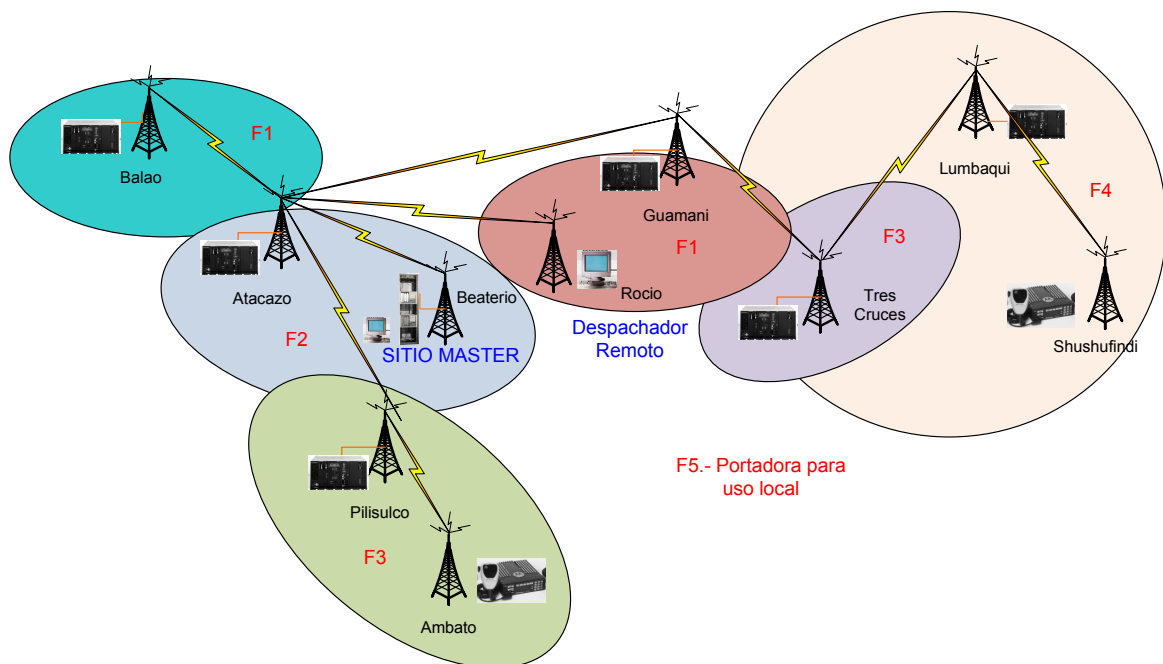 F1
Balao
Lumbaqui
F4
Guamani
F3
F1
Atacazo
Beaterio
Rocio
Tres
Cruces
F2
SITIO MASTER
Despachador
Remoto
Shushufindi
F5.- Portadora para
uso local
Pilisulco
F3
Ambato